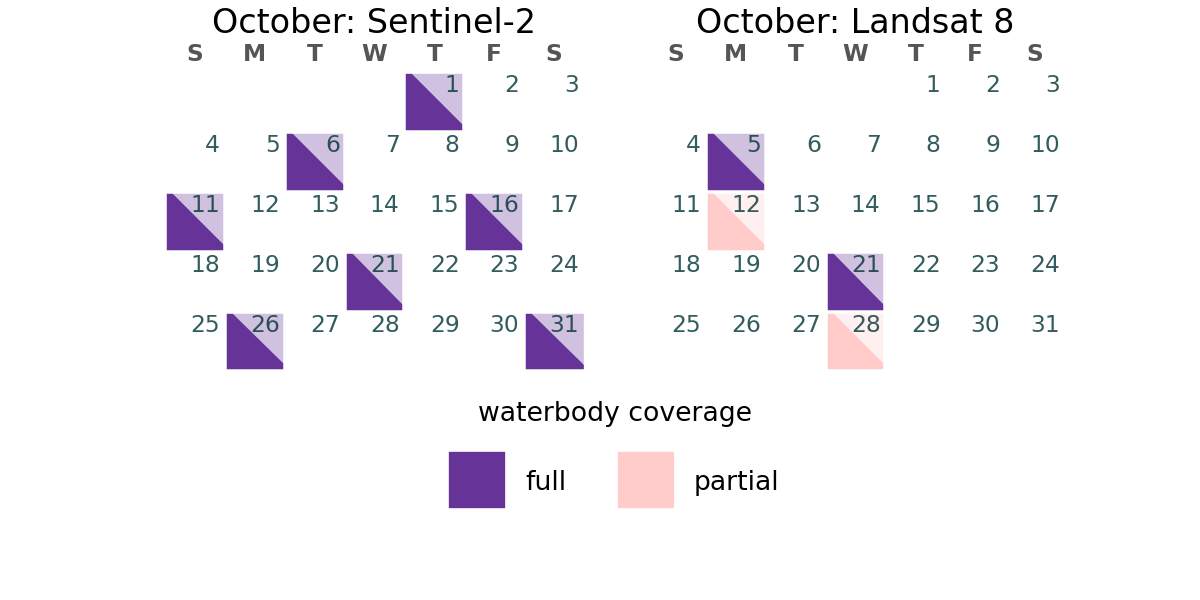 October: Sentinel-2
S M T W T F S
1 2 3
4 5 6 7 8 9 10
11 12 13 14 15 16 17
18 19 20 21 22 23 24
25 26 27 28 29 30 31
October: Landsat 8
S M T W T F S
1 2 3
4 5 6 7 8 9 10
11 12 13 14 15 16 17
18 19 20 21 22 23 24
25 26 27 28 29 30 31
waterbody coverage
full partial